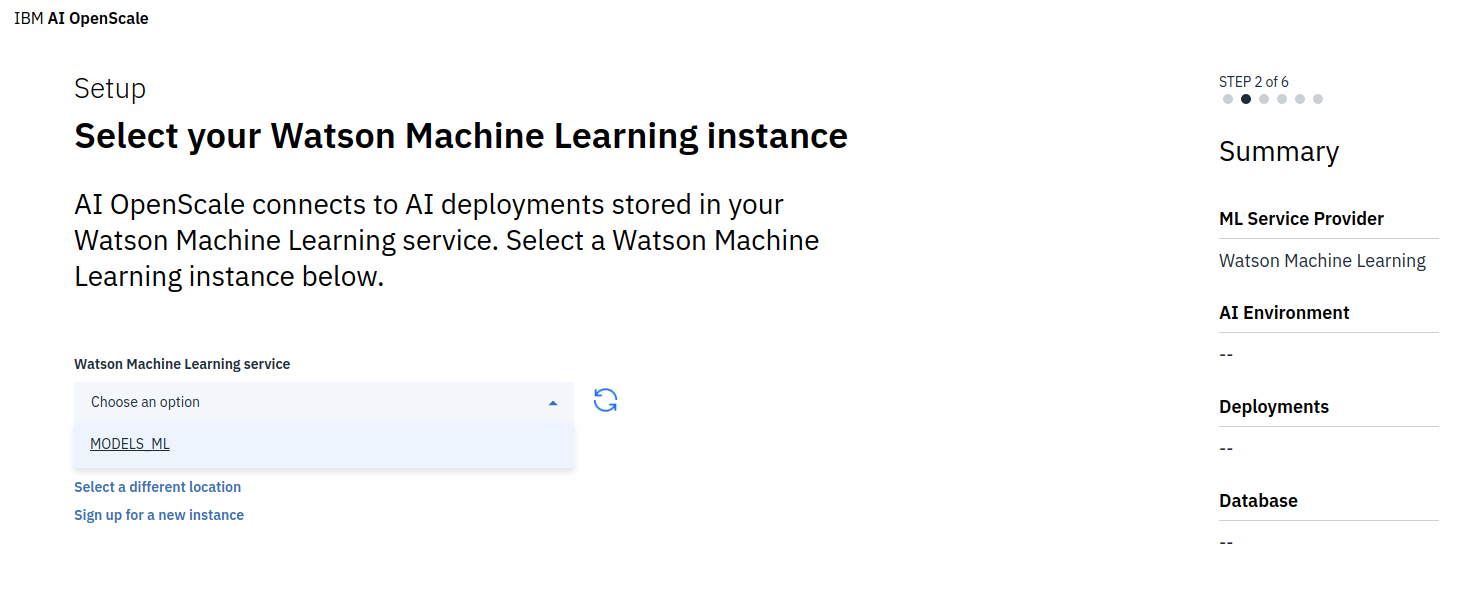 IBM AI OpenScale
Setup
Select your Watson Machine Learning instance
AI OpenScale connects to AI deployments stored in your
Watson Machine Learning service. Select a Watson Machine
Learning instance below.
Watson Machine Learning service
Choose an option
MODELS_ML
Select a different location
Sign up for a new instance
STEP 2 of 6
Summary
ML Service Provider
Watson Machine Learning
AI Environment
--
Deployments
--
Database
--